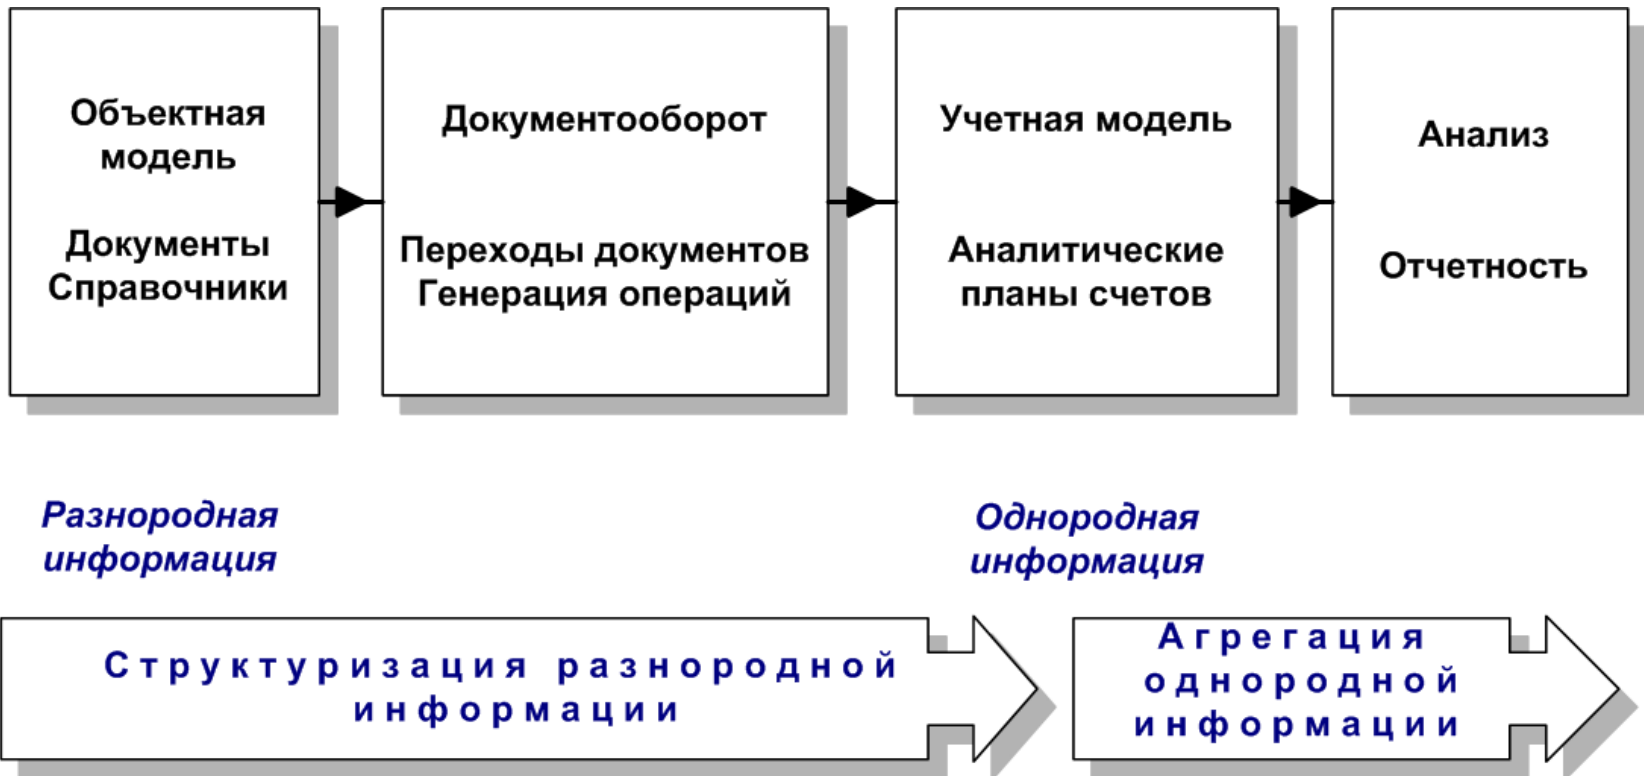 Объектная
модель
Документы
Справочники
Документооборот
Переходы документов
Генерация операций
Учетная модель
Аналитические
планы счетов
Анализ
Отчетность
Разнородная
информация
Однородная
информация
Структуризация разнородной
информации
Агрегация
однородной
информации